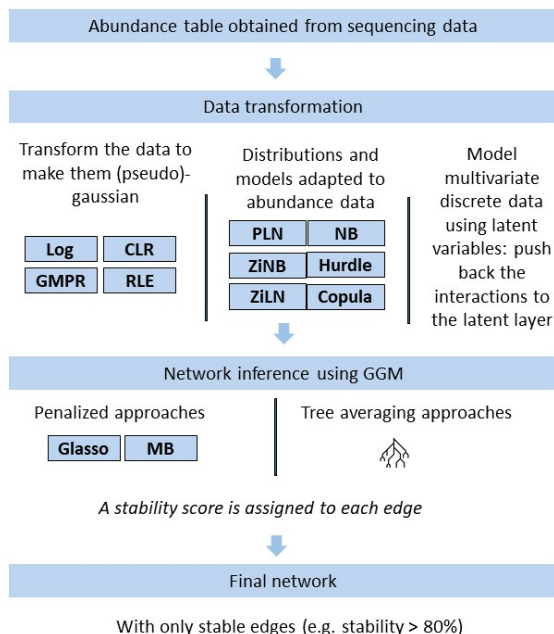 Abundance table obtained from sequencing data
Data transformation
Transform the data to
make them (pseudo)-
gaussian
Log
CLR
GMPR
RLE
Distributions and
models adapted to
abundance data
PLN
NB
ZiNB
Hurdle
ZiLN
Copula
Model
multivariate
discrete data
using latent
variables: push
back the
interactions to
the latent layer
Network inference using GGM
Penalized approaches
Glasso
MB
Tree averaging approaches
A stability score is assigned to each edge
Final network
With only stable edges (e.g. stability > 80%)